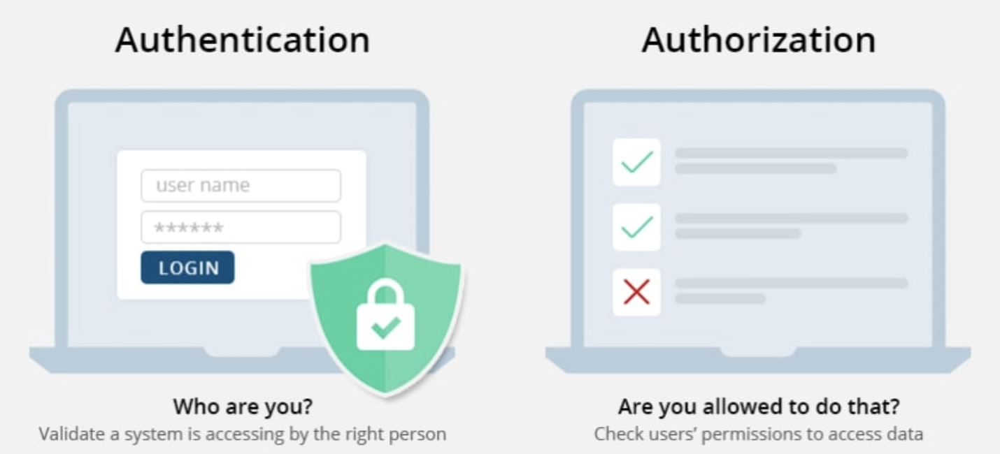 Authentication
Authorization
user name
******
LOGIN
Who are you?
Validate a system is accessing by the right person
Are you allowed to do that?
Check users’ permissions to access data